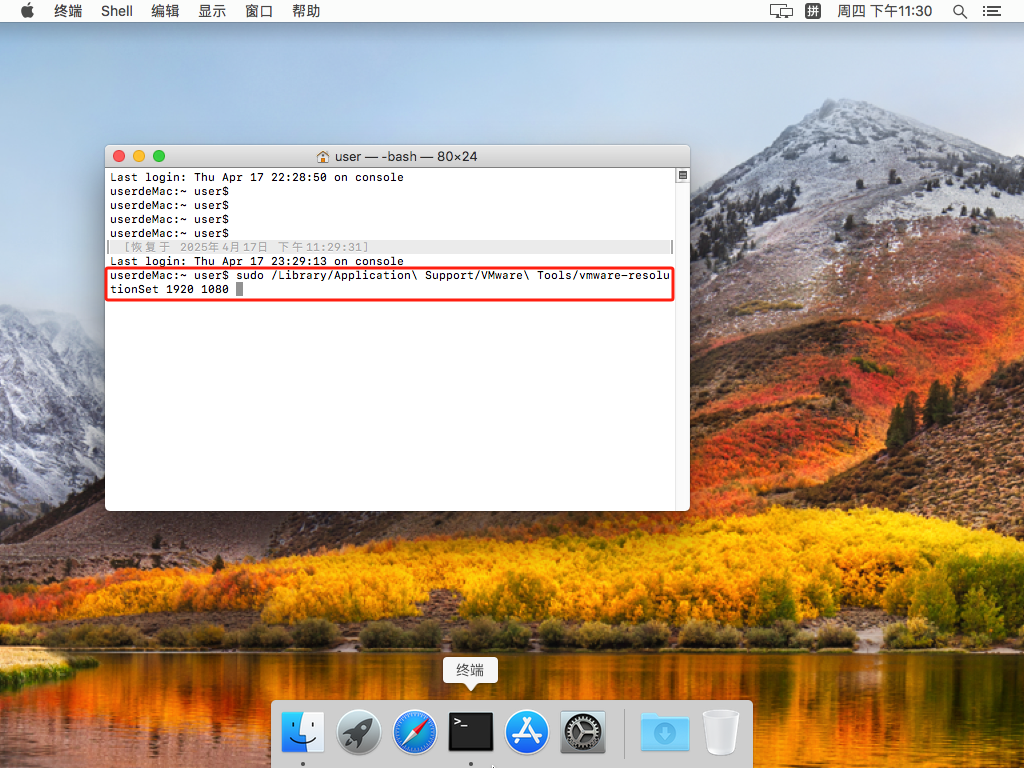 终端 Shell 编辑 显示 窗口 帮助 拼 周四 下午11:30
user — -bash — 80×24
Last login: Thu Apr 17 22:28:50 on console
userdeMac:~ user$
userdeMac:~ user$
userdeMac:~ user$
userdeMac:~ user$
[恢复于 2025年4月17日 下午11:29:31]
Last login: Thu Apr 17 23:29:13 on console
userdeMac:~ user$ sudo /Library/Application\ Support/VMware\ Tools/vmware-resolu
tionSet 1920 1080
终端
>_